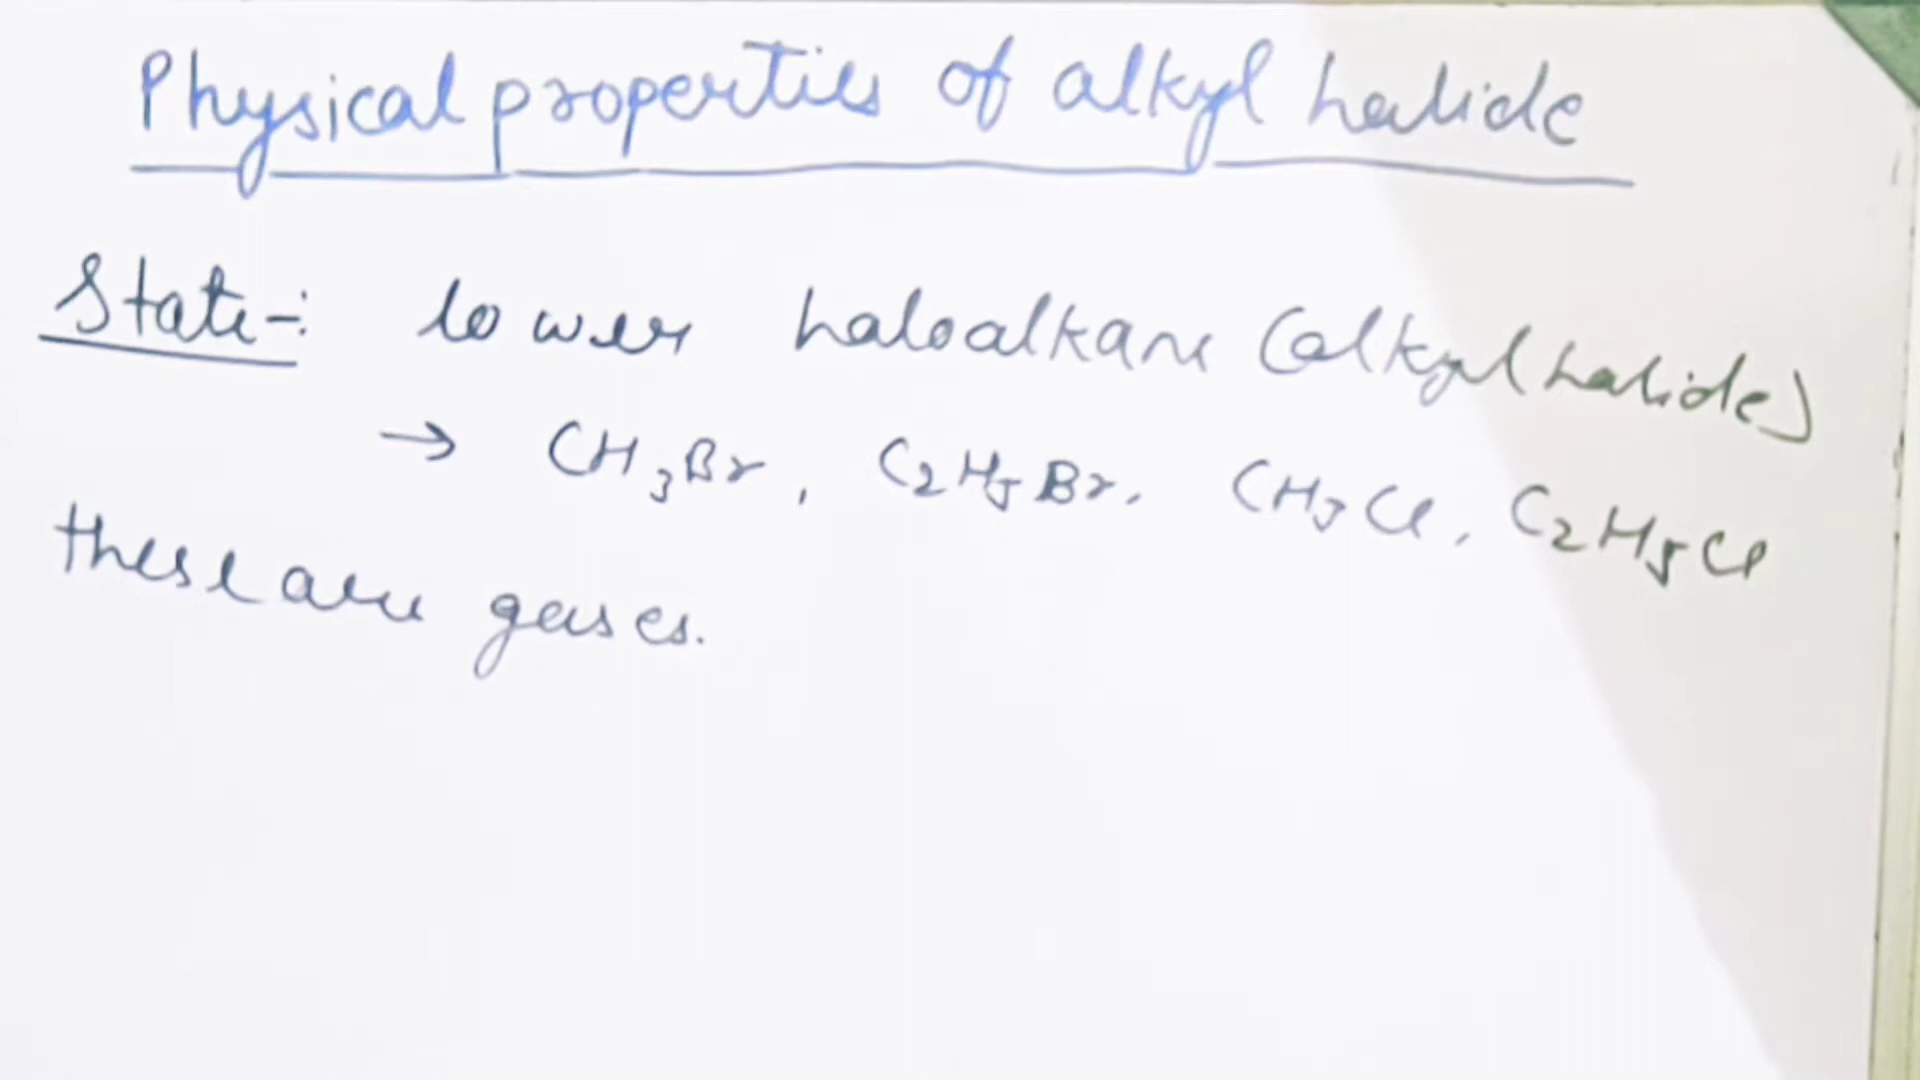 Physical properties of alkyl halide
State-: lower haloalkane (alkyl halide)
→ CH3Br, C2H5Br, CH3Cl, C2H5Cl
these are gases.